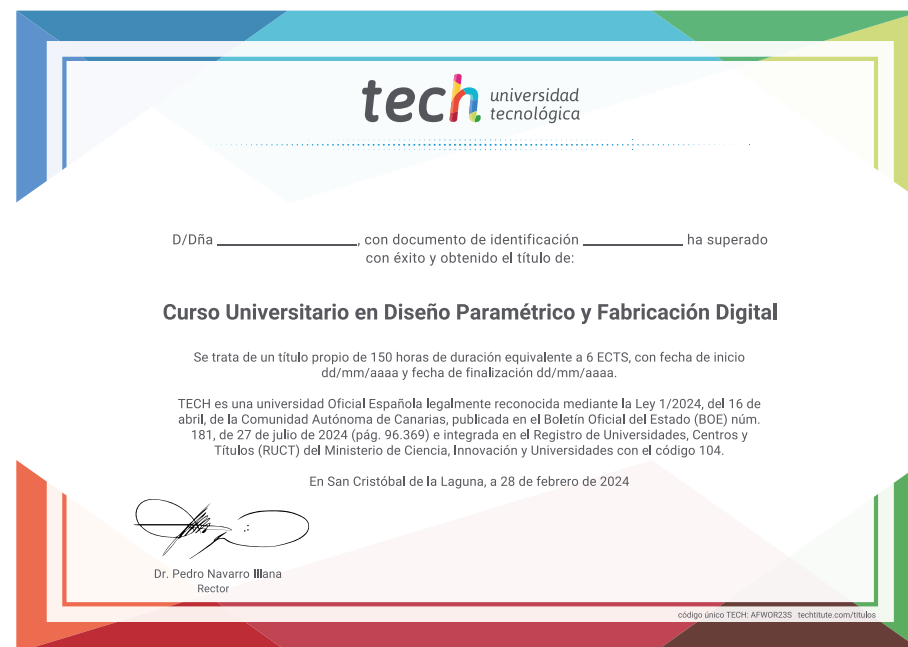 tech universidad
tecnológica
D/Dña ____________________, con documento de identificación ______________ ha superado
con éxito y obtenido el título de:
Curso Universitario en Diseño Paramétrico y Fabricación Digital
Se trata de un título propio de 150 horas de duración equivalente a 6 ECTS, con fecha de inicio
dd/mm/aaaa y fecha de finalización dd/mm/aaaa.
TECH es una universidad Oficial Española legalmente reconocida mediante la Ley 1/2024, del 16 de
abril, de la Comunidad Autónoma de Canarias, publicada en el Boletín Oficial del Estado (BOE) núm.
181, de 27 de julio de 2024 (pág. 96.369) e integrada en el Registro de Universidades, Centros y
Títulos (RUCT) del Ministerio de Ciencia, Innovación y Universidades con el código 104.
En San Cristóbal de la Laguna, a 28 de febrero de 2024
Dr. Pedro Navarro Illana
Rector
código único TECH: AFWOR23S techtitute.com/titulos